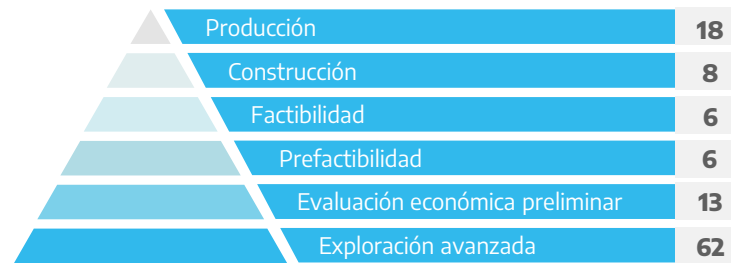 Producción 18
Construcción 8
Factibilidad 6
Prefactibilidad 6
Evaluación económica preliminar 13
Exploración avanzada 62